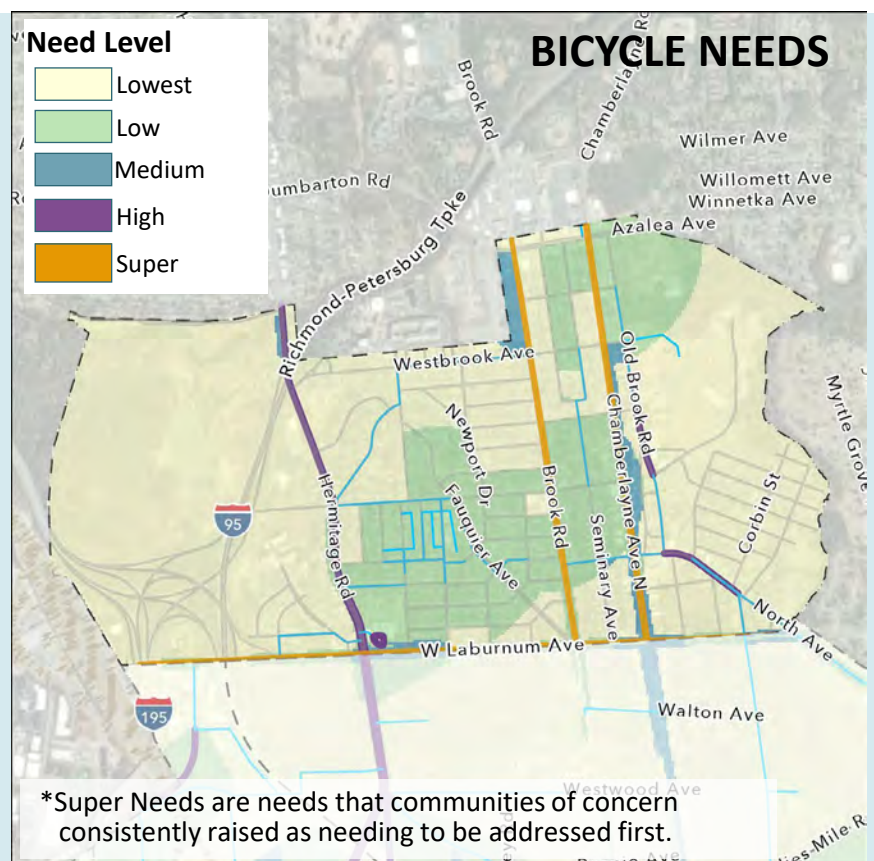 BICYCLE NEEDS
Need Level
Lowest
Low
Medium
High
Super
Brook Rd
Chamberlayne Rd
Wilmer Ave
Willomett Ave
Winnetka Ave
Azalea Ave
umbarton Rd
Richmond-Petersburg Tpke
Westbrook Ave
Old Brook Rd
Chamberlayne Ave N
Myrtle Grove
Newport Dr
Fauquier Ave
Brook Rd
Seminary Ave
Corbin St
Hermitage Rd
95
North Ave
W Laburnum Ave
195
Walton Ave
Westwood Ave
*Super Needs are needs that communities of concern
consistently raised as needing to be addressed first.
ies-Mile-R